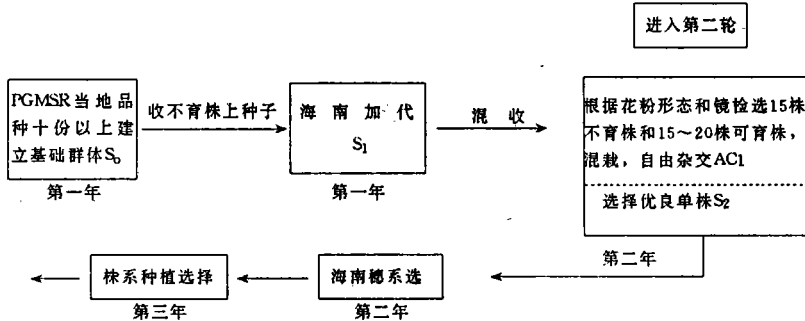 进入第二轮
PGMSR当地品
种十份以上建
立基础群体S₀
第一年
收不育株上种子
海南加代
S₁
第一年
混收
根据花粉形态和镜检选15株
不育株和15～20株可育株，
混栽，自由杂交AC1
选择优良单株S₂
第二年
海南穗系选
第二年
株系种植选择
第三年